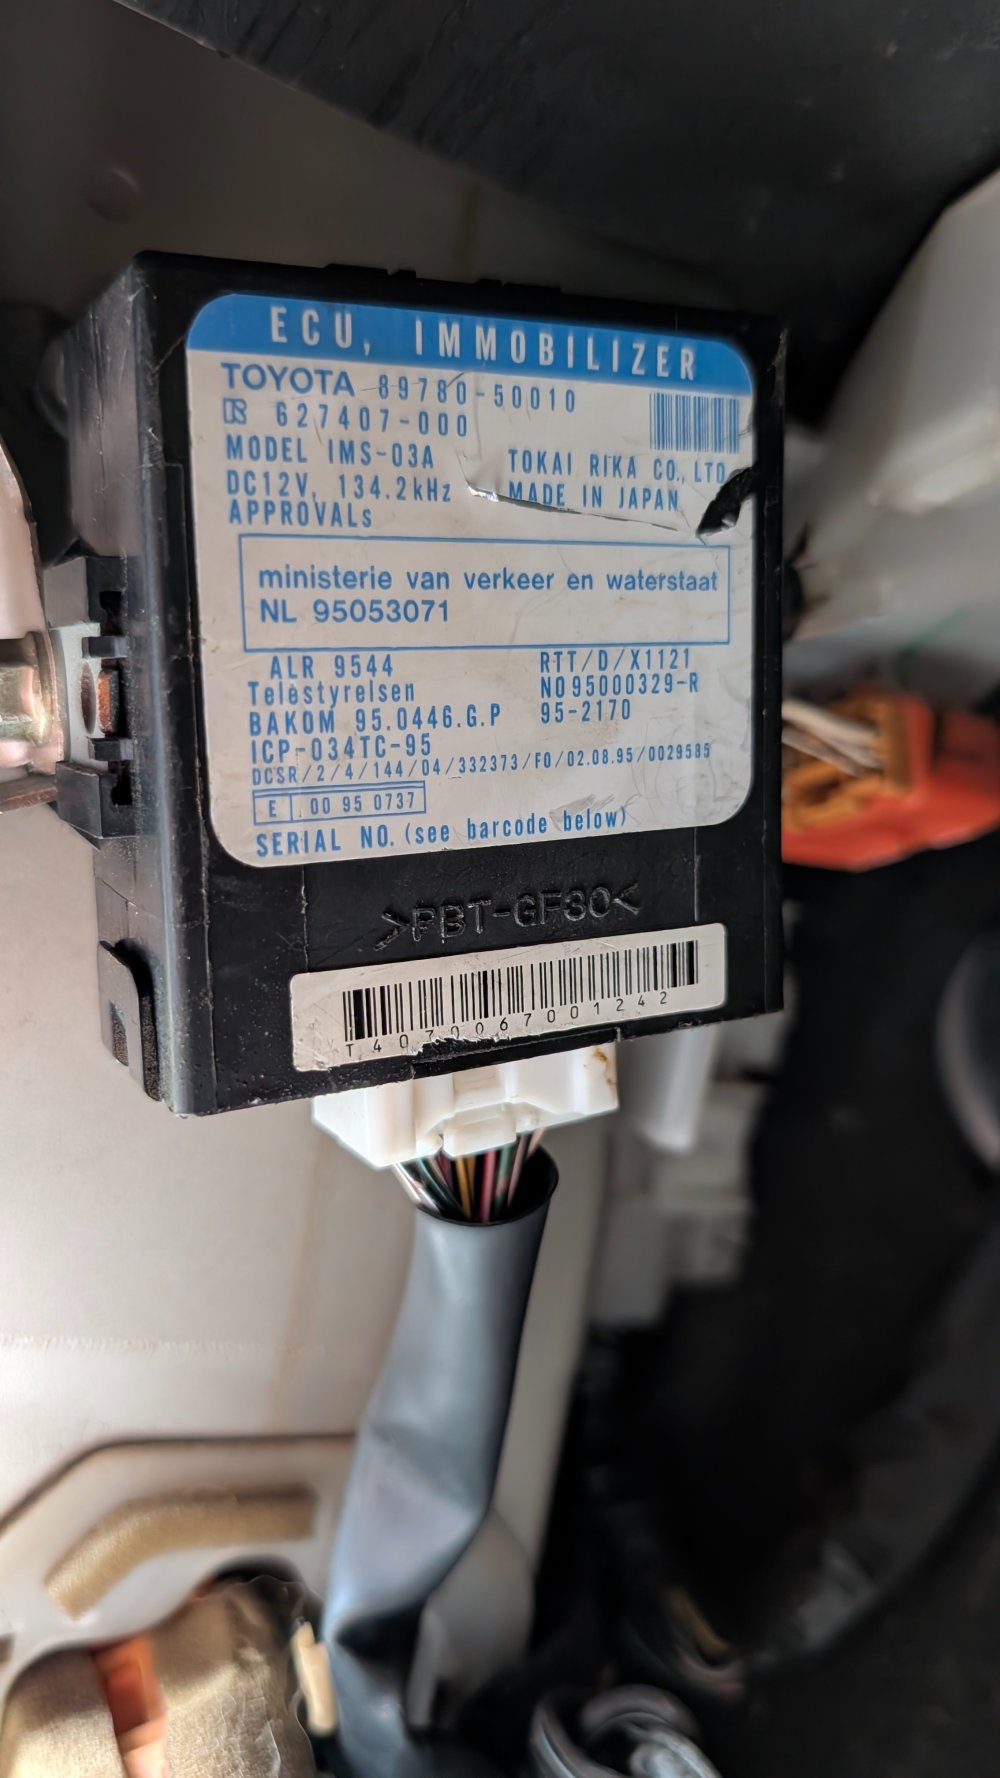 ECU, IMMOBILIZER
TOYOTA 89780-50010
627407-000
MODEL IMS-03A
TOKAI RIKA CO., LTD
DC12V, 134.2kHz
MADE IN JAPAN
APPROVALs
ministerie van verkeer en waterstaat
NL 95053071
ALR 9544
RTT/D/X1121
Telestyrelsen
NO95000329-R
BAKOM 95.0446.G.P
95-2170
ICP-034TC-95
DCSR/2/4/144/04/332373/FO/02.08.95/0029585
E 00 95 0737
SERIAL NO. (see barcode below)
>PBT-GF30<
T4070067001242